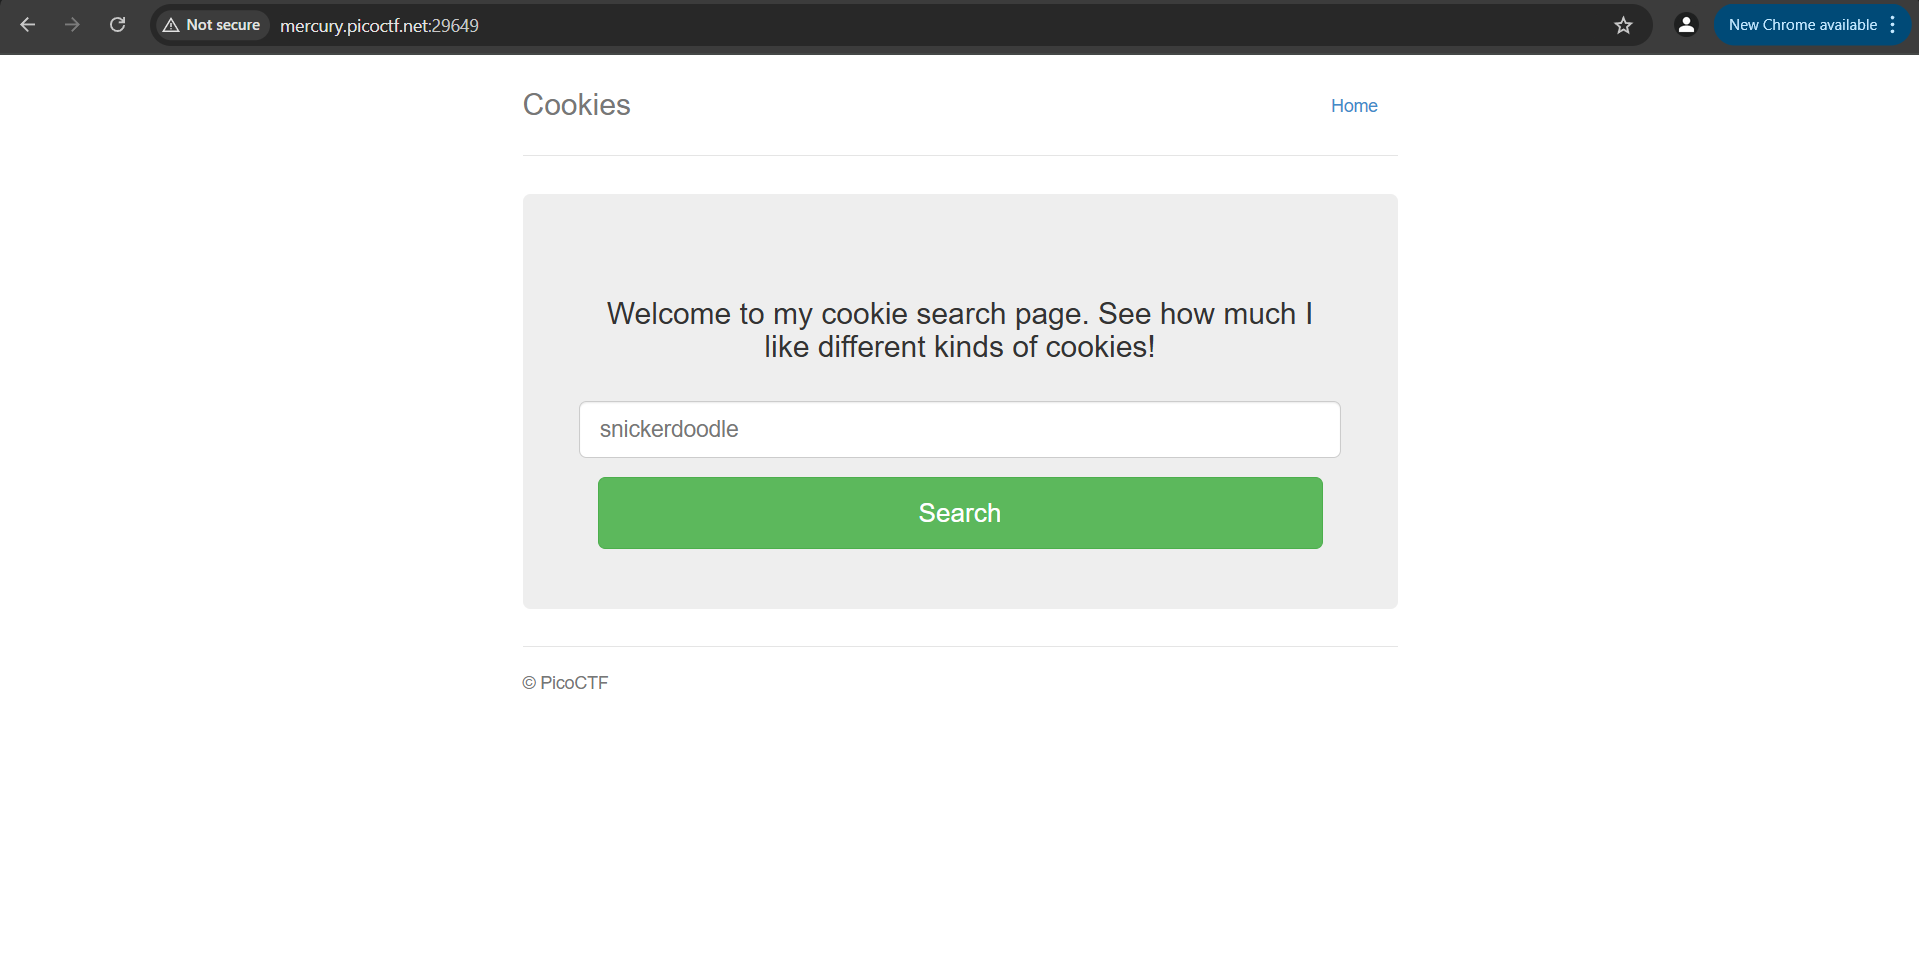 Not secure mercury.picoctf.net:29649 New Chrome available
Cookies Home
Welcome to my cookie search page. See how much I
like different kinds of cookies!
snickerdoodle
Search
© PicoCTF